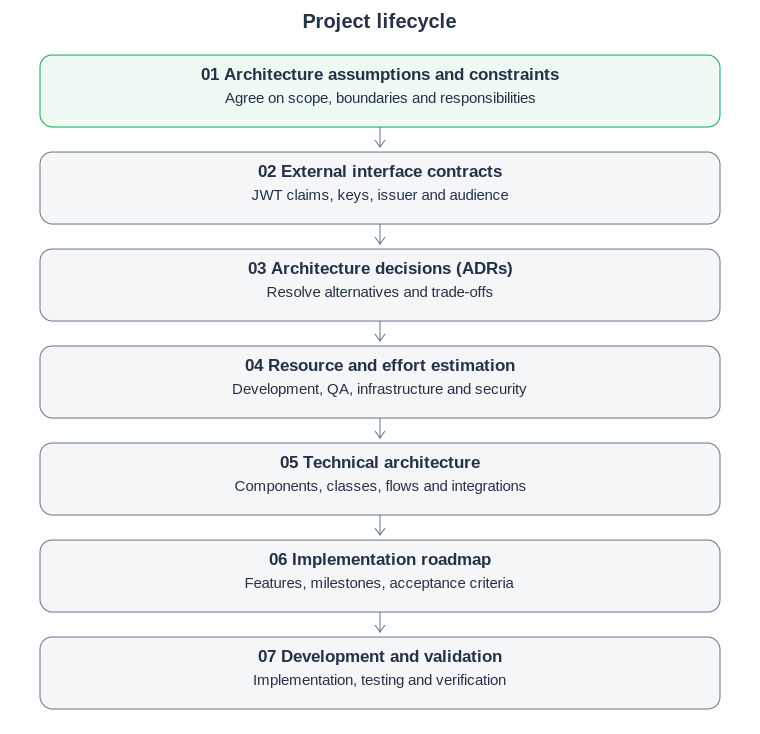 Project lifecycle
01 Architecture assumptions and constraints
Agree on scope, boundaries and responsibilities
02 External interface contracts
JWT claims, keys, issuer and audience
03 Architecture decisions (ADRs)
Resolve alternatives and trade-offs
04 Resource and effort estimation
Development, QA, infrastructure and security
05 Technical architecture
Components, classes, flows and integrations
06 Implementation roadmap
Features, milestones, acceptance criteria
07 Development and validation
Implementation, testing and verification